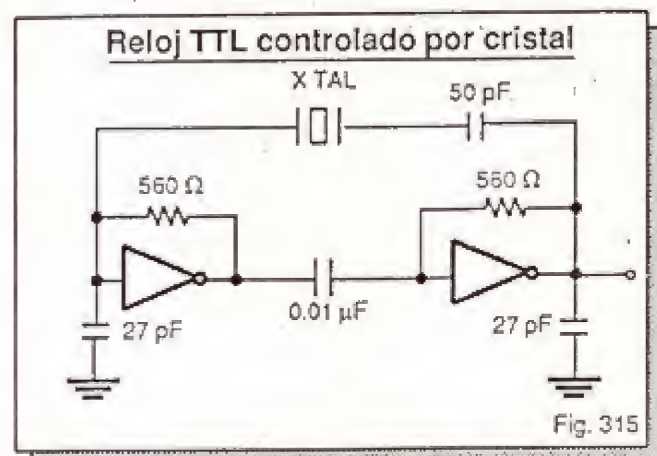 Reloj TTL controlado por cristal
X TAL
50 pF
560 Ω
560 Ω
0.01 µF
27 pF
27 pF
Fig. 315